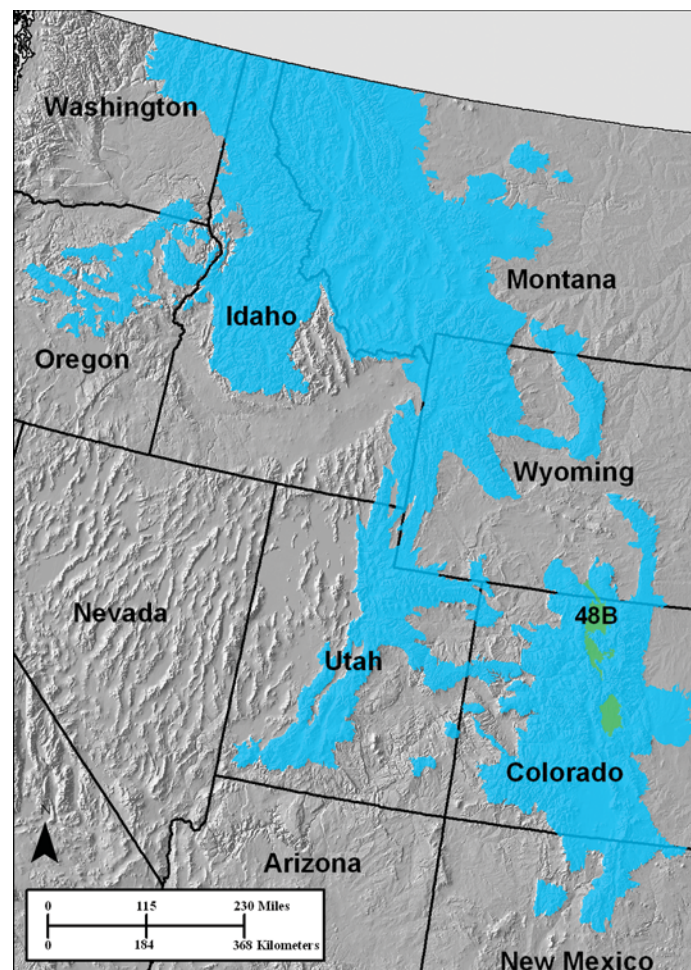 Washington
Montana
Idaho
Oregon
Wyoming
48B
Nevada
Utah
Colorado
N
Arizona
0 115 230 Miles
0 184 368 Kilometers
New Mexico